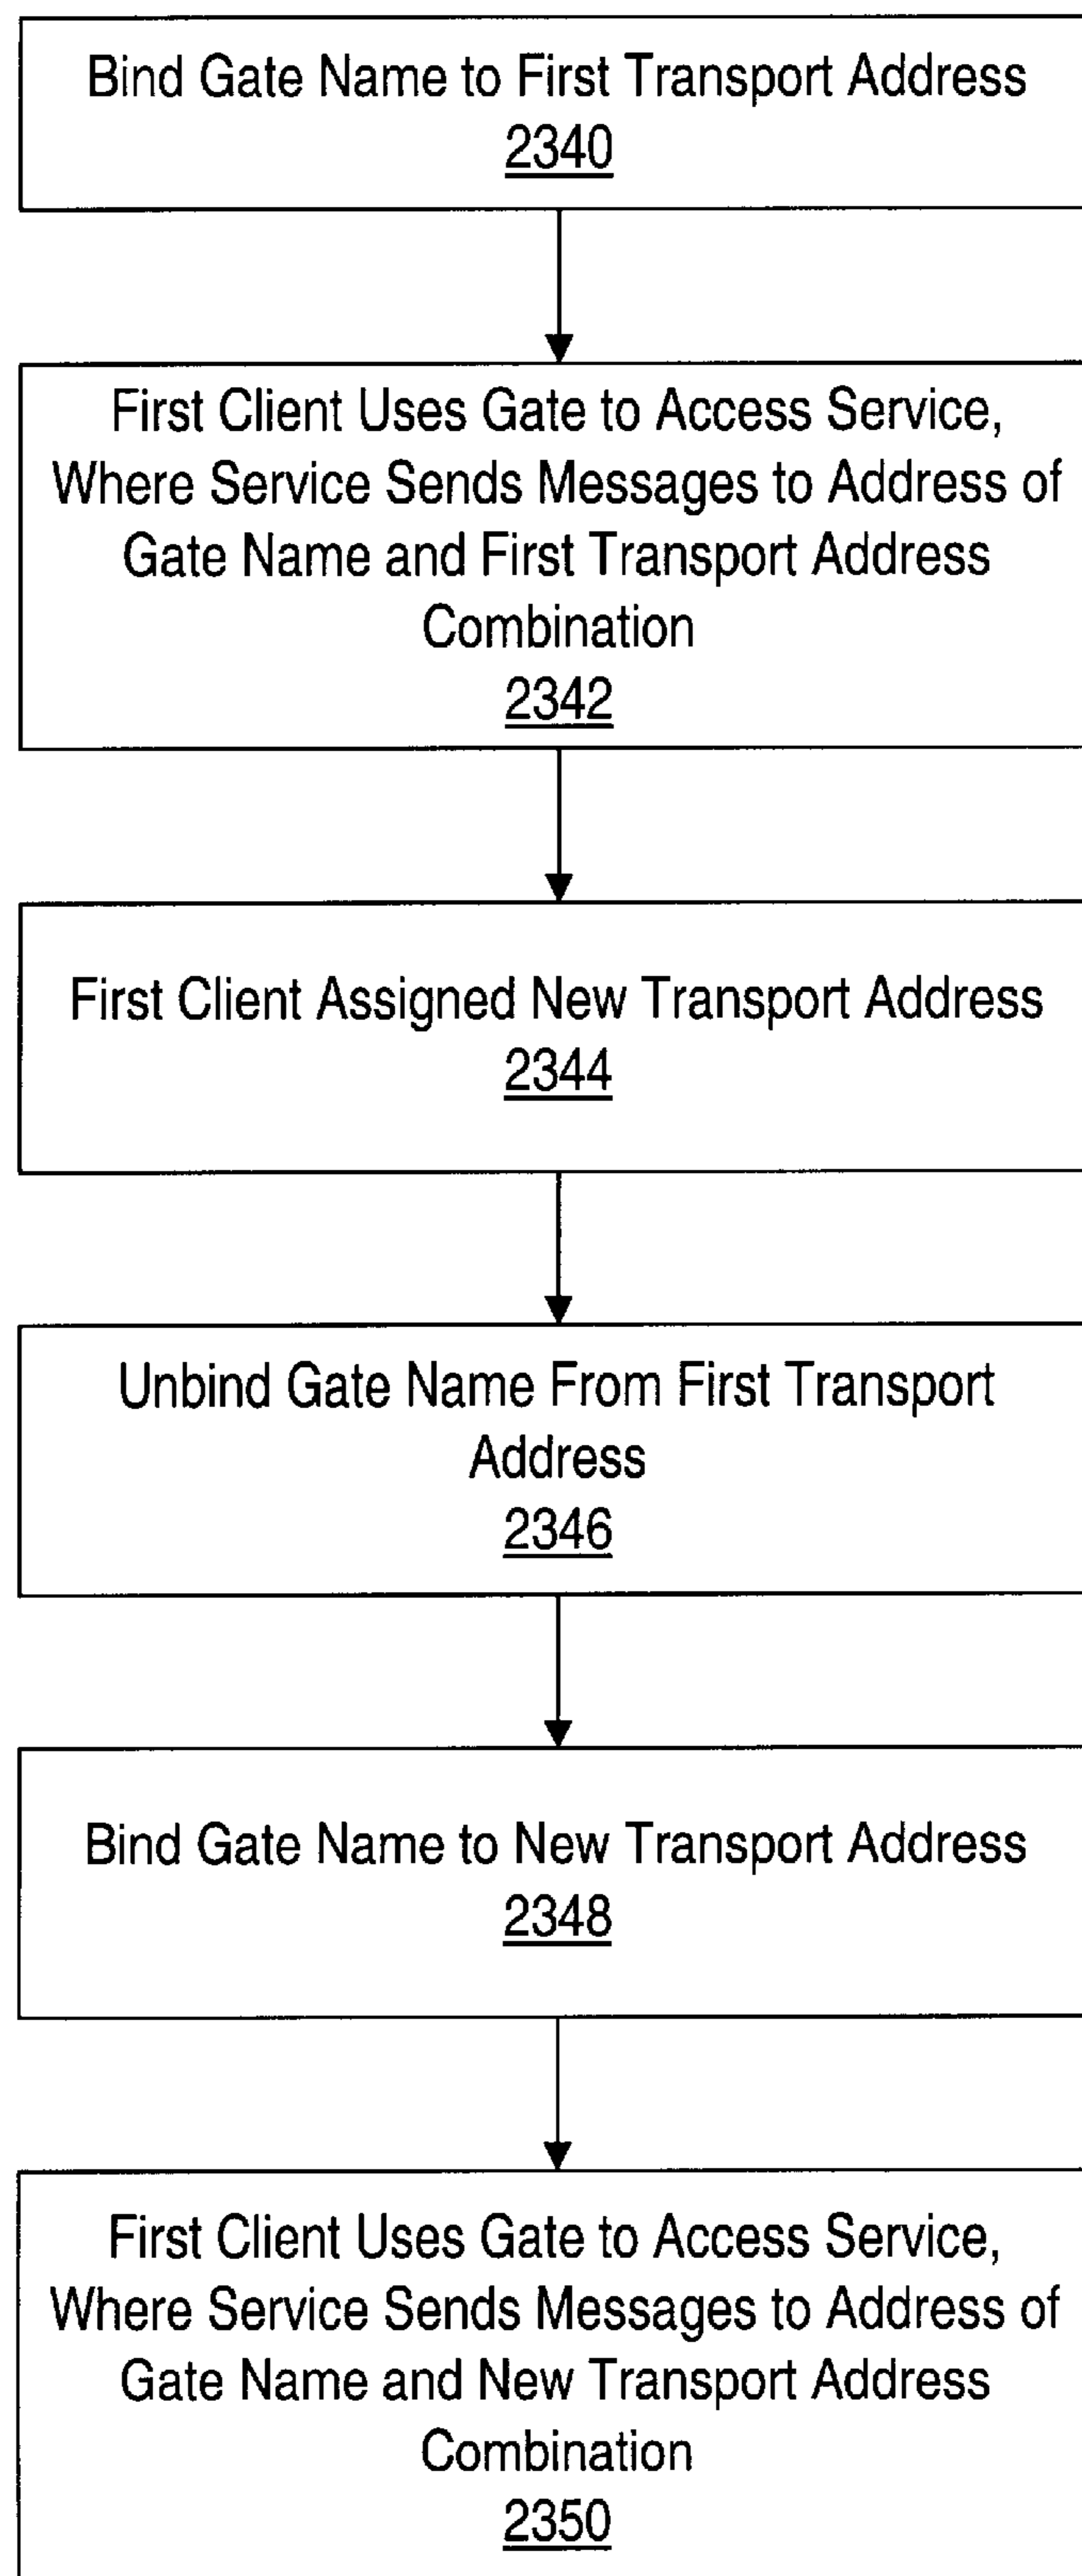 Bind Gate Name to First Transport Address
2340
First Client Uses Gate to Access Service,
Where Service Sends Messages to Address of
Gate Name and First Transport Address
Combination
2342
First Client Assigned New Transport Address
2344
Unbind Gate Name From First Transport
Address
2346
Bind Gate Name to New Transport Address
2348
First Client Uses Gate to Access Service,
Where Service Sends Messages to Address of
Gate Name and New Transport Address
Combination
2350